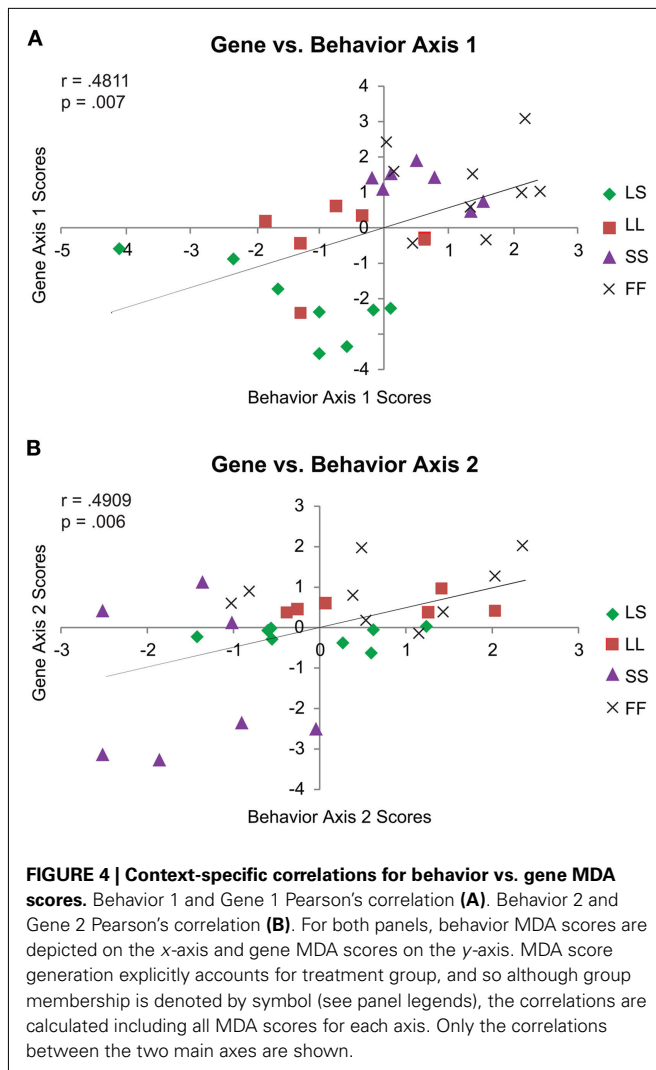 A
Gene vs. Behavior Axis 1
r = .4811
p = .007
4
3
2
1
0
-5 -4 -3 -2 -1 0 1 2 3
-1
-2
-3
-4
Gene Axis 1 Scores
Behavior Axis 1 Scores
LS
LL
SS
FF
B
Gene vs. Behavior Axis 2
r = .4909
p = .006
3
2
1
0
-3 -2 -1 0 1 2 3
-1
-2
-3
-4
Gene Axis 2 Scores
Behavior Axis 2 Scores
LS
LL
SS
FF
FIGURE 4 | Context-specific correlations for behavior vs. gene MDA
scores. Behavior 1 and Gene 1 Pearson's correlation (A). Behavior 2 and
Gene 2 Pearson's correlation (B). For both panels, behavior MDA scores are
depicted on the x-axis and gene MDA scores on the y-axis. MDA score
generation explicitly accounts for treatment group, and so although group
membership is denoted by symbol (see panel legends), the correlations are
calculated including all MDA scores for each axis. Only the correlations
between the two main axes are shown.